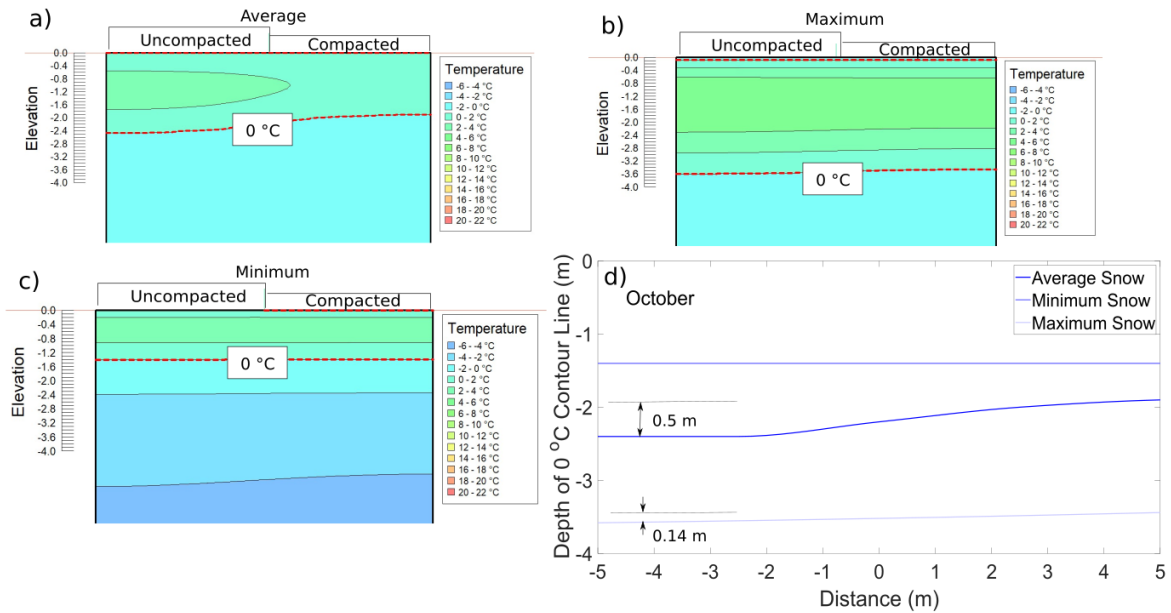 a)
Average
Uncompacted
Compacted
0.0
-0.4
-0.8
-1.2
-1.6
-2.0
-2.4
-2.8
-3.2
-3.6
-4.0
Elevation
0 °C
Temperature
-6 - -4 °C
-4 - -2 °C
-2 - 0 °C
0 - 2 °C
2 - 4 °C
4 - 6 °C
6 - 8 °C
8 - 10 °C
10 - 12 °C
12 - 14 °C
14 - 16 °C
16 - 18 °C
18 - 20 °C
20 - 22 °C
b)
Maximum
Uncompacted
Compacted
0.0
-0.4
-0.8
-1.2
-1.6
-2.0
-2.4
-2.8
-3.2
-3.6
-4.0
Elevation
0 °C
Temperature
-6 - -4 °C
-4 - -2 °C
-2 - 0 °C
0 - 2 °C
2 - 4 °C
4 - 6 °C
6 - 8 °C
8 - 10 °C
10 - 12 °C
12 - 14 °C
14 - 16 °C
16 - 18 °C
18 - 20 °C
20 - 22 °C
c)
Minimum
Uncompacted
Compacted
0.0
-0.4
-0.8
-1.2
-1.6
-2.0
-2.4
-2.8
-3.2
-3.6
-4.0
Elevation
0 °C
Temperature
-6 - -4 °C
-4 - -2 °C
-2 - 0 °C
0 - 2 °C
2 - 4 °C
4 - 6 °C
6 - 8 °C
8 - 10 °C
10 - 12 °C
12 - 14 °C
14 - 16 °C
16 - 18 °C
18 - 20 °C
20 - 22 °C
d)
October
Average Snow
Minimum Snow
Maximum Snow
0
-1
-2
-3
-4
Depth of 0 °C Contour Line (m)
0.5 m
0.14 m
-5 -4 -3 -2 -1 0 1 2 3 4 5
Distance (m)